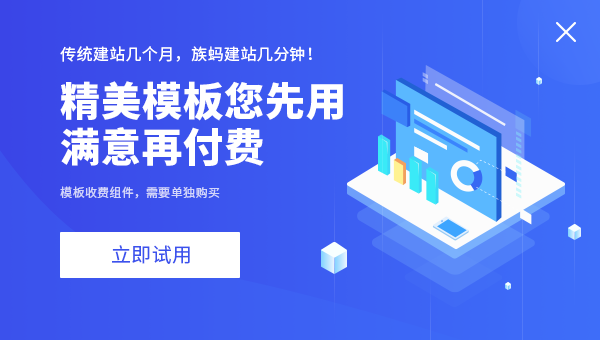 传统建站几个月，族蚂建站几分钟！
精美模板您先用
满意再付费
模板收费组件，需要单独购买
立即试用